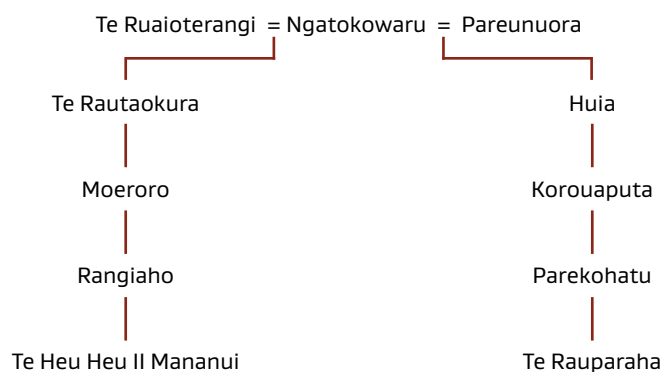 Te Ruaioterangi = Ngatokowaru = Pareunuora
Te Rautaokura Huia
Moeroro Korouaputa
Rangiaho Parekohatu
Te Heu Heu II Mananui Te Rauparaha